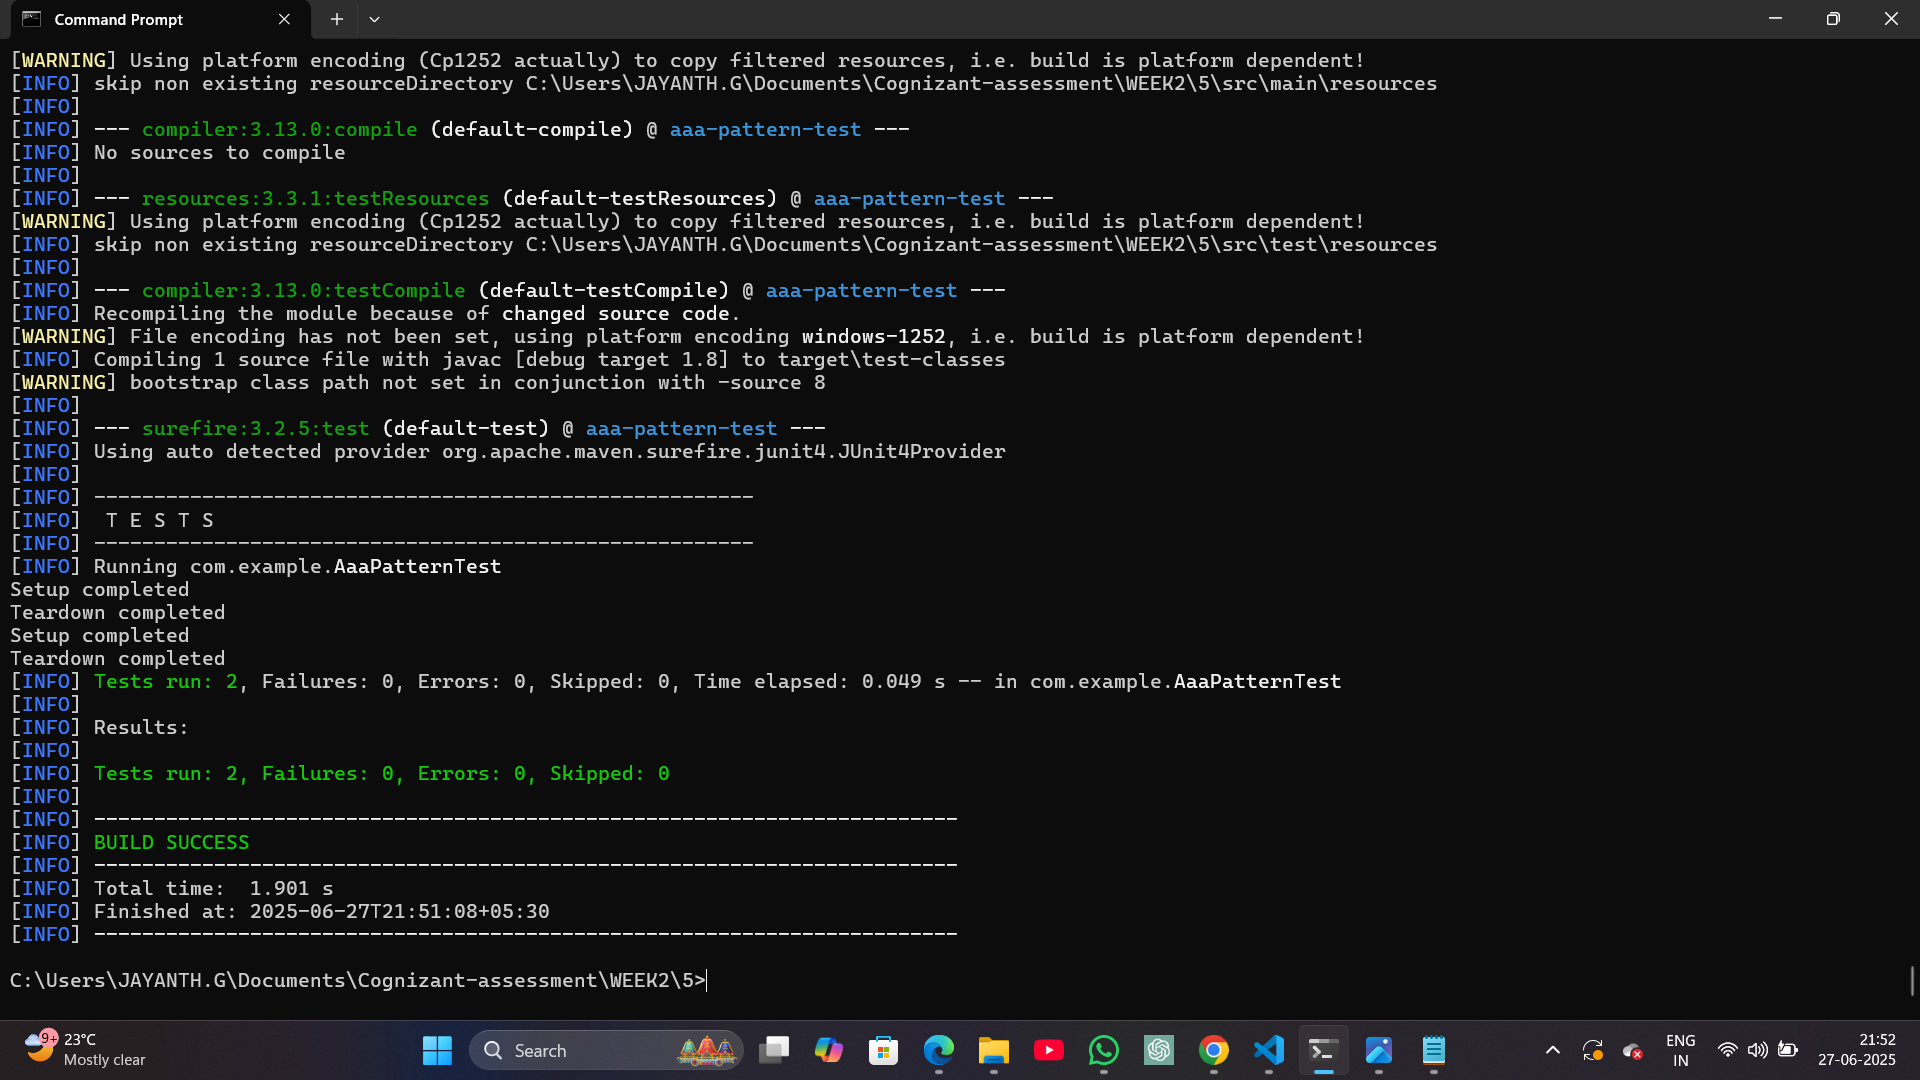 Command Prompt
[WARNING] Using platform encoding (Cp1252 actually) to copy filtered resources, i.e. build is platform dependent!
[INFO] skip non existing resourceDirectory C:\Users\JAYANTH.G\Documents\Cognizant-assessment\WEEK2\5\src\main\resources
[INFO]
[INFO] --- compiler:3.13.0:compile (default-compile) @ aaa-pattern-test ---
[INFO] No sources to compile
[INFO]
[INFO] --- resources:3.3.1:testResources (default-testResources) @ aaa-pattern-test ---
[WARNING] Using platform encoding (Cp1252 actually) to copy filtered resources, i.e. build is platform dependent!
[INFO] skip non existing resourceDirectory C:\Users\JAYANTH.G\Documents\Cognizant-assessment\WEEK2\5\src\test\resources
[INFO]
[INFO] --- compiler:3.13.0:testCompile (default-testCompile) @ aaa-pattern-test ---
[INFO] Recompiling the module because of changed source code.
[WARNING] File encoding has not been set, using platform encoding windows-1252, i.e. build is platform dependent!
[INFO] Compiling 1 source file with javac [debug target 1.8] to target\test-classes
[WARNING] bootstrap class path not set in conjunction with -source 8
[INFO]
[INFO] --- surefire:3.2.5:test (default-test) @ aaa-pattern-test ---
[INFO] Using auto detected provider org.apache.maven.surefire.junit4.JUnit4Provider
[INFO]
[INFO] -------------------------------------------------------
[INFO]  T E S T S
[INFO] -------------------------------------------------------
[INFO] Running com.example.AaaPatternTest
Setup completed
Teardown completed
Setup completed
Teardown completed
[INFO] Tests run: 2, Failures: 0, Errors: 0, Skipped: 0, Time elapsed: 0.049 s -- in com.example.AaaPatternTest
[INFO]
[INFO] Results:
[INFO]
[INFO] Tests run: 2, Failures: 0, Errors: 0, Skipped: 0
[INFO]
[INFO] ------------------------------------------------------------------------
[INFO] BUILD SUCCESS
[INFO] ------------------------------------------------------------------------
[INFO] Total time:  1.901 s
[INFO] Finished at: 2025-06-27T21:51:08+05:30
[INFO] ------------------------------------------------------------------------
C:\Users\JAYANTH.G\Documents\Cognizant-assessment\WEEK2\5>
9+
23°C
Mostly clear
Search
ENG
IN
21:52
27-06-2025